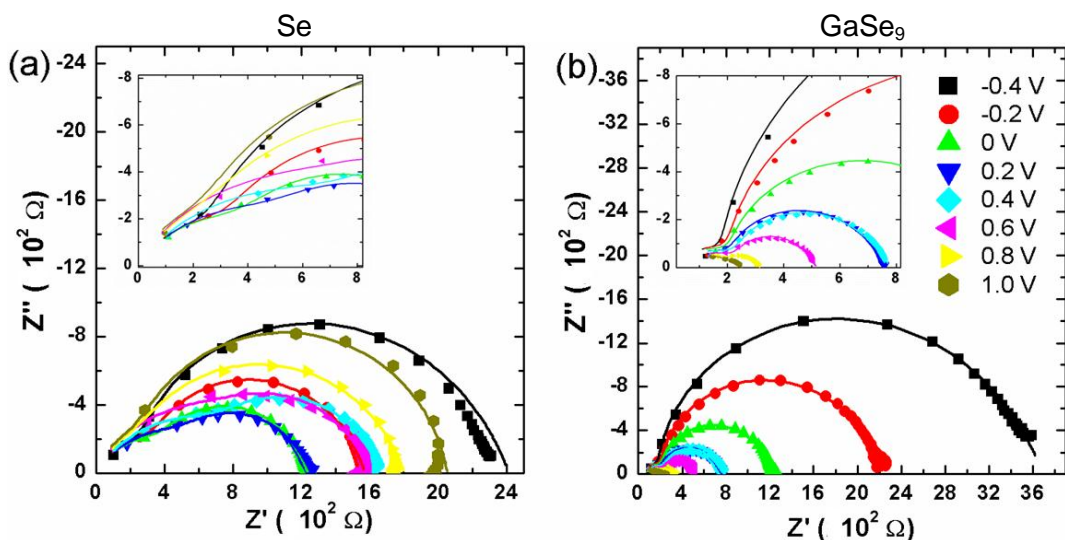 Se
GaSe₉
(a)
-24
-20
-16
-12
-8
-4
0
Z'' ( 10² Ω)
-8
-6
-4
-2
0
0 2 4 6 8
0 4 8 12 16 20 24
Z' ( 10² Ω)
(b)
-36
-32
-28
-24
-20
-16
-12
-8
-4
0
Z'' ( 10² Ω)
-8
-6
-4
-2
0
2 4 6 8
-0.4 V
-0.2 V
0 V
0.2 V
0.4 V
0.6 V
0.8 V
1.0 V
0 4 8 12 16 20 24 28 32 36
Z' ( 10² Ω)